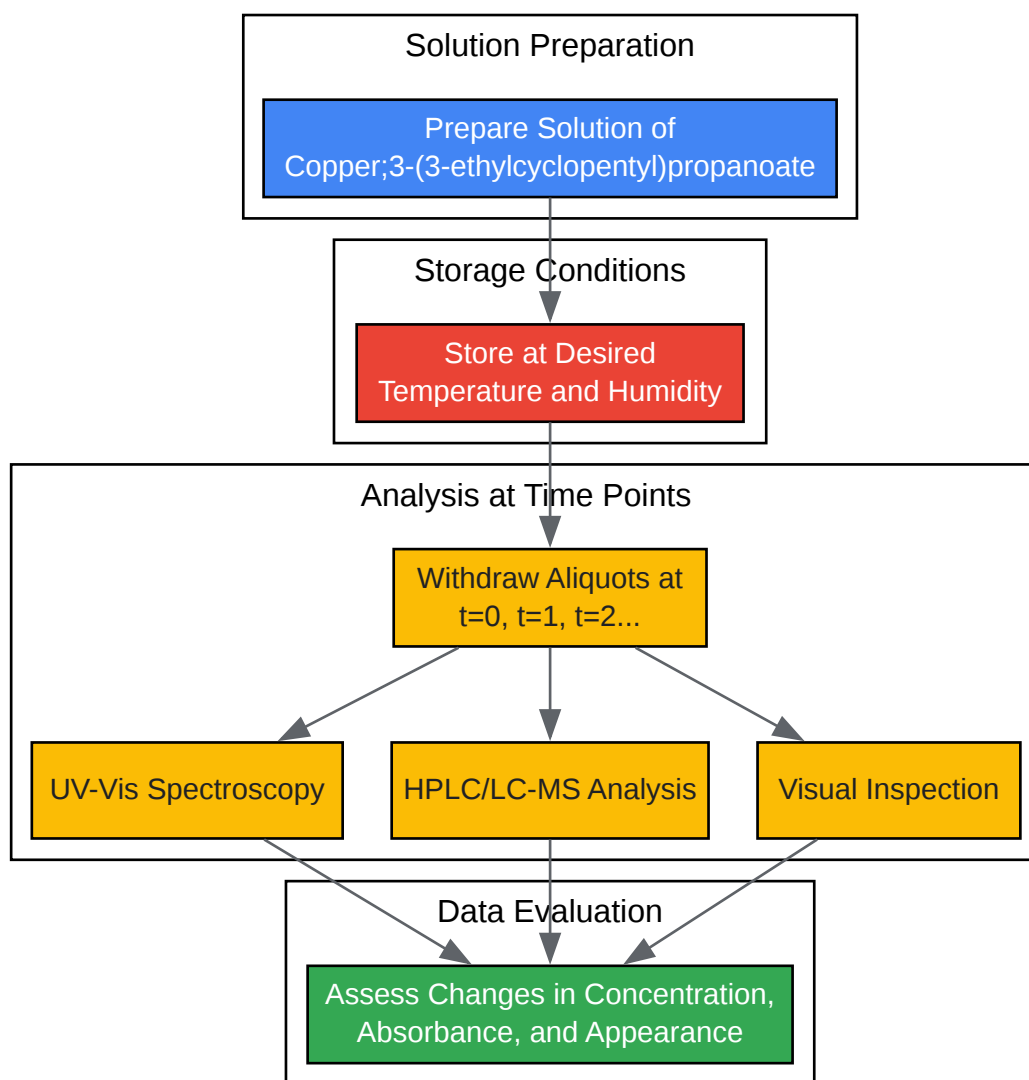 Solution Preparation
Prepare Solution of
Copper;3-(3-ethylcyclopentyl)propanoate
Storage Conditions
Store at Desired
Temperature and Humidity
Analysis at Time Points
Withdraw Aliquots at
t=0, t=1, t=2...
UV-Vis Spectroscopy
HPLC/LC-MS Analysis
Visual Inspection
Data Evaluation
Assess Changes in Concentration,
Absorbance, and Appearance